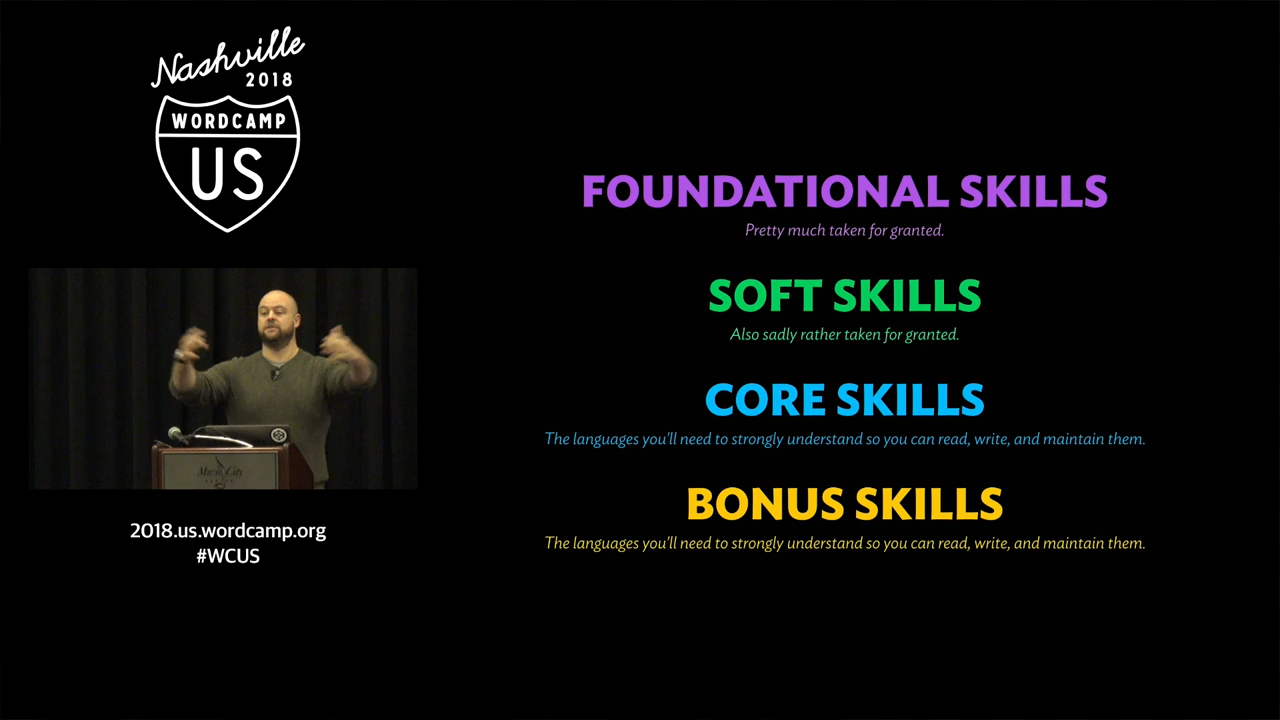 Nashville
2018
WORDCAMP
US
FOUNDATIONAL SKILLS
Pretty much taken for granted.
SOFT SKILLS
Also sadly rather taken for granted.
CORE SKILLS
The languages you'll need to strongly understand so you can read, write, and maintain them.
BONUS SKILLS
The languages you'll need to strongly understand so you can read, write, and maintain them.
Music City
2018.us.wordcamp.org
#WCUS